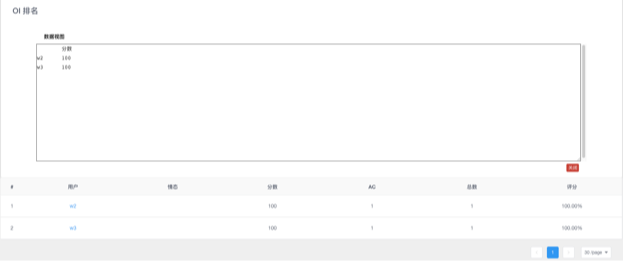 OI 排名
数据视图
分数
w2 100
w3 100
关闭
# 用户 格言 分数 AC 总数 评分
1 w2 100 1 1 100.00%
2 w3 100 1 1 100.00%
1 30 /page